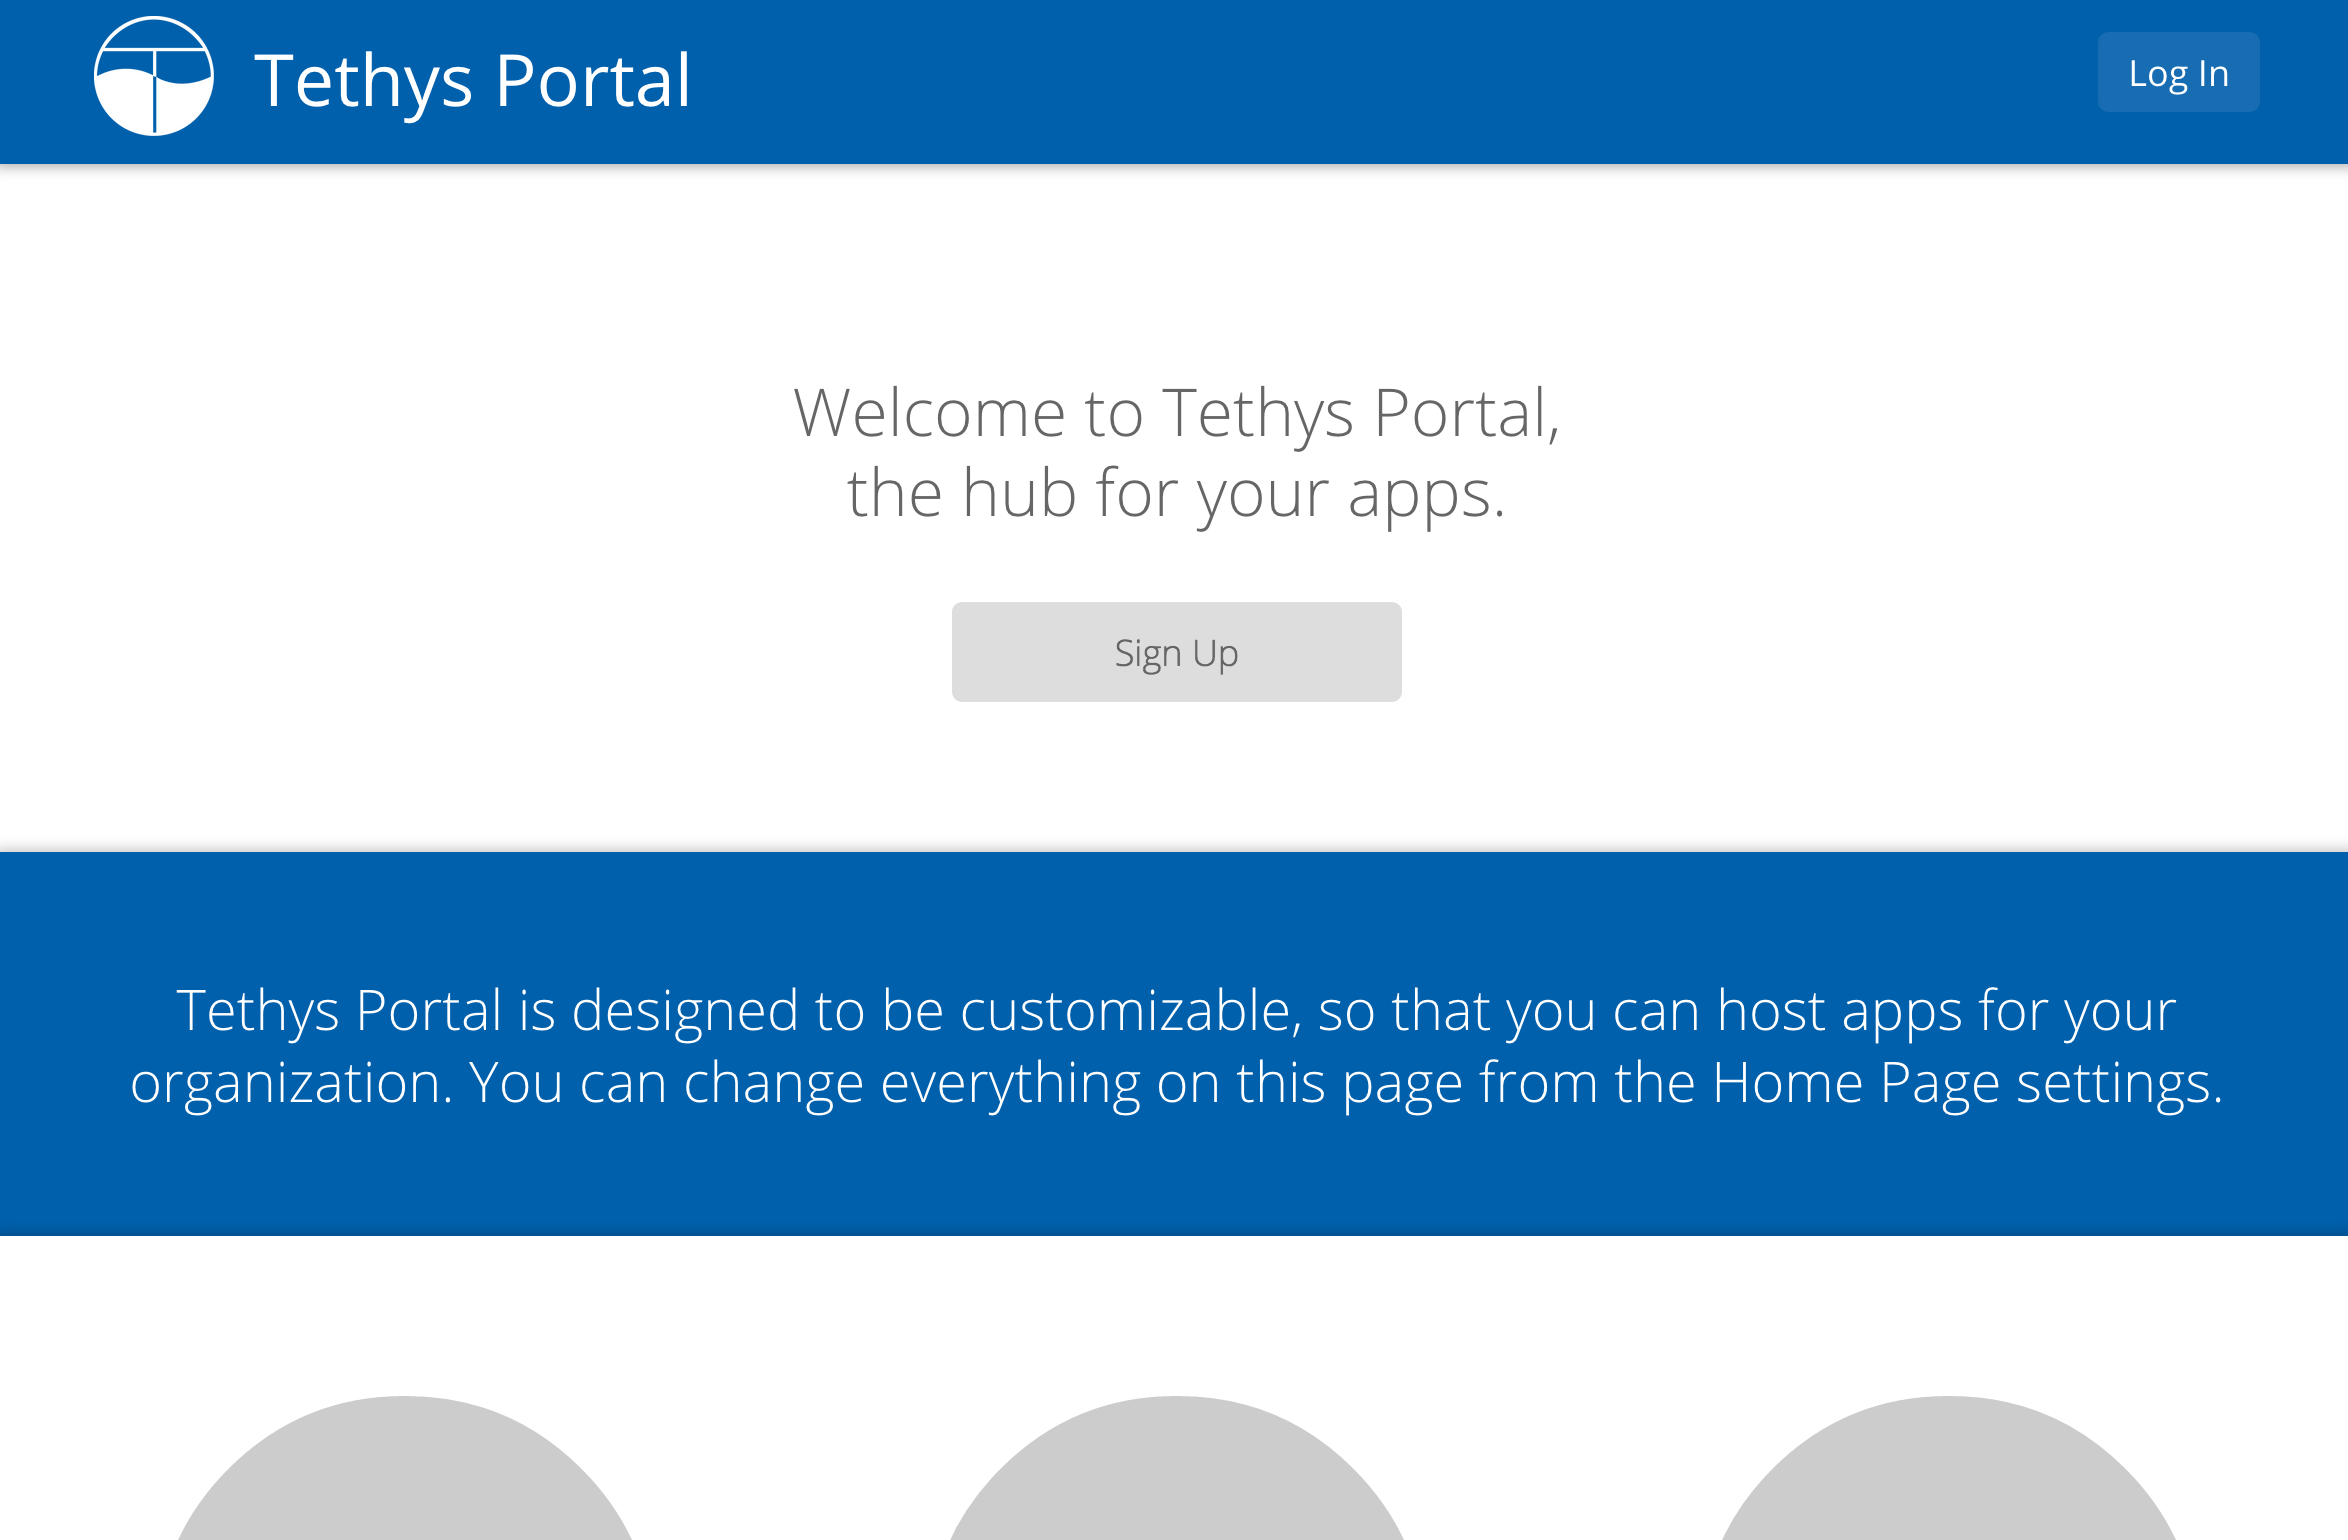 Tethys Portal
Log In
Welcome to Tethys Portal,
the hub for your apps.
Sign Up
Tethys Portal is designed to be customizable, so that you can host apps for your
organization. You can change everything on this page from the Home Page settings.